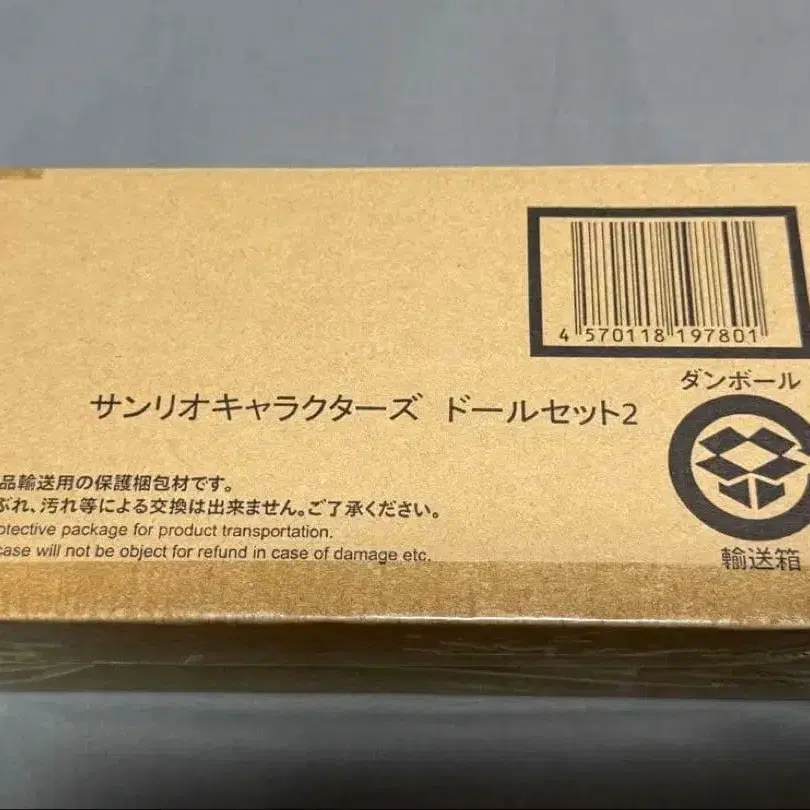 4 570118 197801
ダンボール
サンリオキャラクターズ ドールセット2
品輸送用の保護梱包材です。
ぶれ、汚れ等による交換は出来ません。ご了承ください。
otective package for product transportation.
case will not be object for refund in case of damage etc.
輸送箱